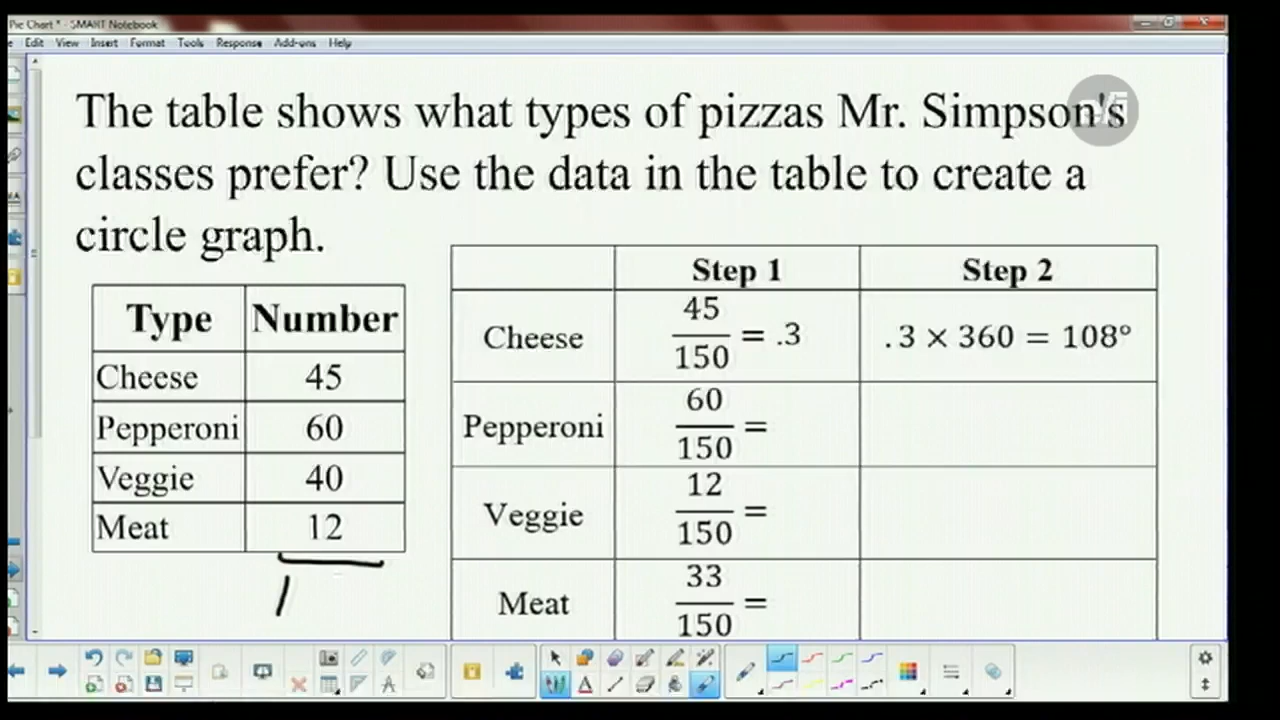 Pie Chart * - SMART Notebook
Edit View Insert Format Tools Response Add-ons Help
The table shows what types of pizzas Mr. Simpson's
classes prefer? Use the data in the table to create a
circle graph.
Type Number
Cheese 45
Pepperoni 60
Veggie 40
Meat 12
Step 1 Step 2
Cheese 45/150 = .3 .3 × 360 = 108°
Pepperoni 60/150 =
Veggie 12/150 =
Meat 33/150 =